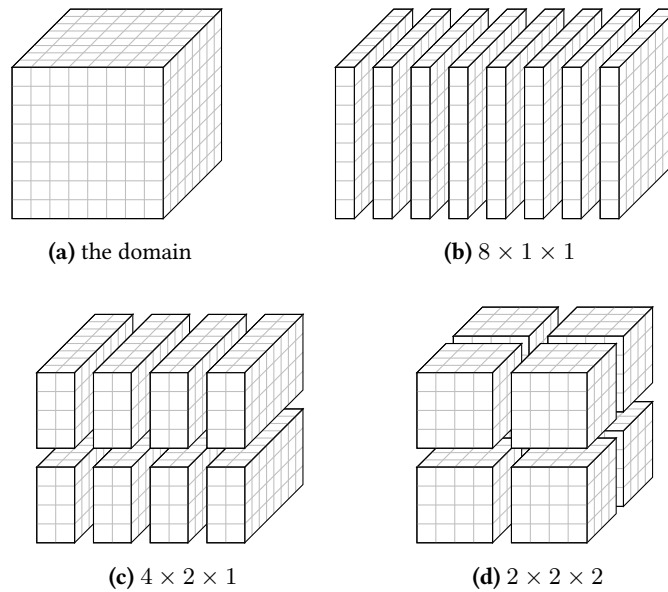 (a) the domain
(b) 8 × 1 × 1
(c) 4 × 2 × 1
(d) 2 × 2 × 2